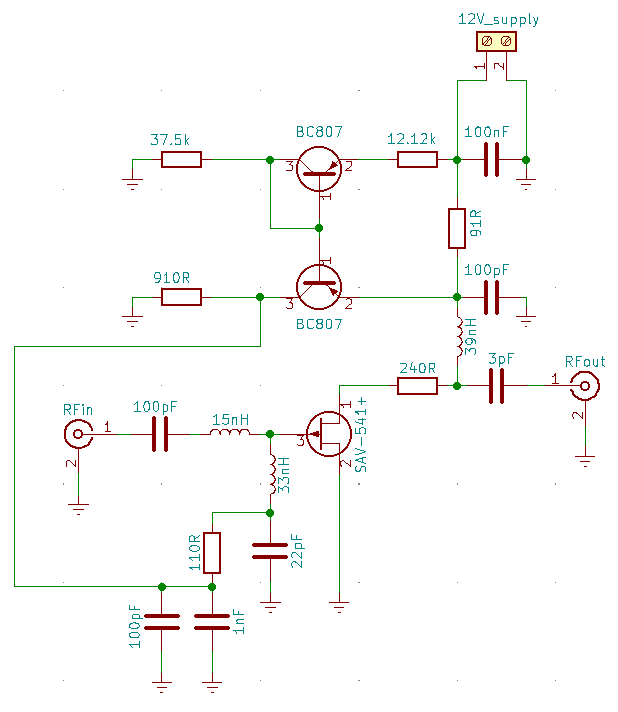 12V_supply
1
2
37.5k
BC807
12.12k
100nF
3
2
1
91R
910R
1
100pF
3
2
BC807
39nH
240R
3pF
RFout
1
2
RFin
100pF
15nH
1
1
3
2
SAV-541+
2
33nH
110R
22pF
100pF
1nF